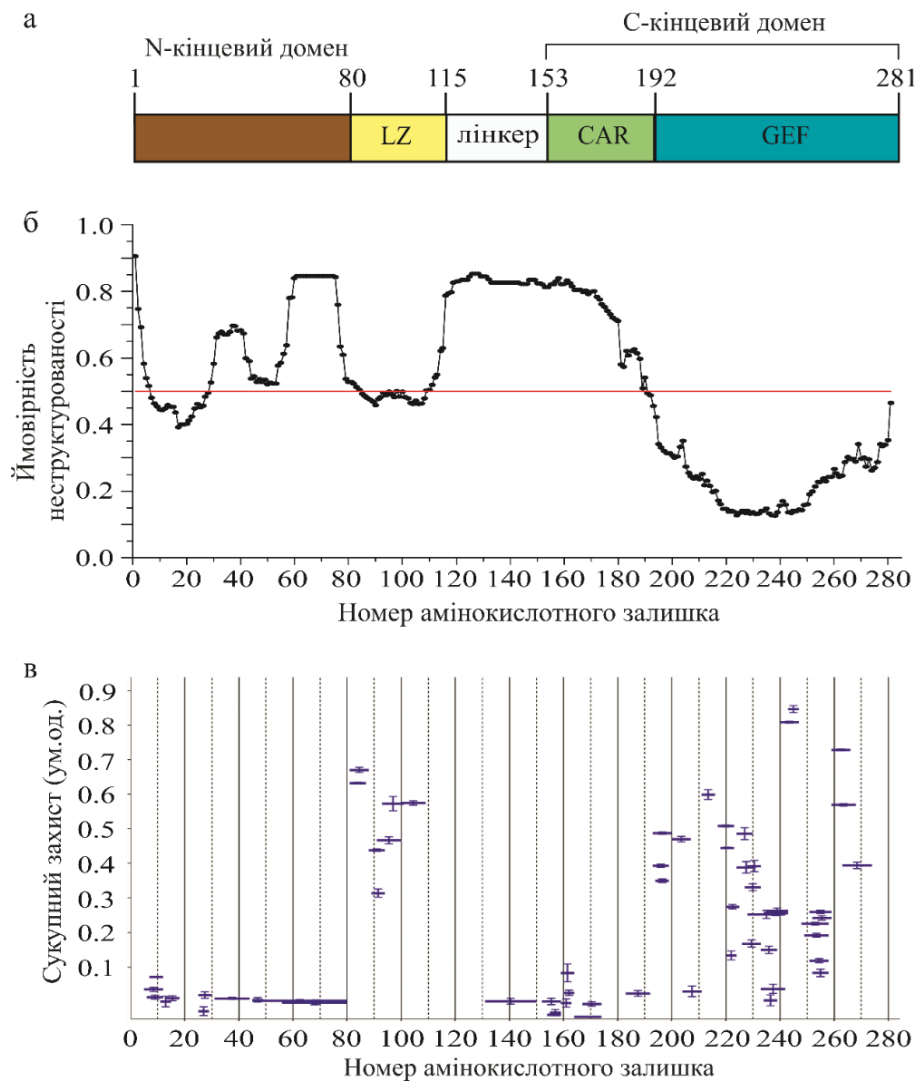 а
С-кінцевий домен
N-кінцевий домен
1 80 115 153 192 281
LZ лінкер CAR GEF
б
1.0
0.8
0.6
0.4
0.2
0.0
Ймовірність
неструктурованості
0 20 40 60 80 100 120 140 160 180 200 220 240 260 280
Номер амінокислотного залишка
в
0.9
0.8
0.7
0.6
0.5
0.4
0.3
0.2
0.1
Сукупний захист (ум.од.)
0 20 40 60 80 100 120 140 160 180 200 220 240 260 280
Номер амінокислотного залишка